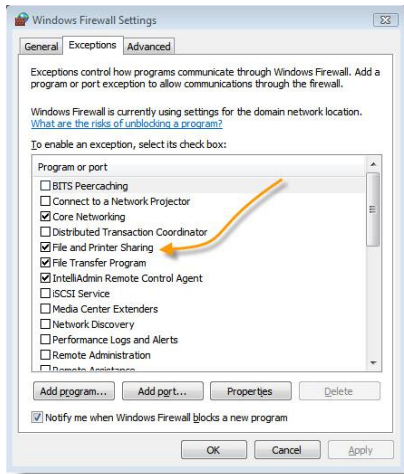 Windows Firewall Settings
General Exceptions Advanced
Exceptions control how programs communicate through Windows Firewall. Add a
program or port exception to allow communications through the firewall.
Windows Firewall is currently using settings for the domain network location.
What are the risks of unblocking a program?
To enable an exception, select its check box:
Program or port
BITS Peercaching
Connect to a Network Projector
Core Networking
Distributed Transaction Coordinator
File and Printer Sharing
File Transfer Program
IntelliAdmin Remote Control Agent
iSCSI Service
Media Center Extenders
Network Discovery
Performance Logs and Alerts
Remote Administration
Remote Assistance
Add program... Add port... Properties Delete
Notify me when Windows Firewall blocks a new program
OK Cancel Apply